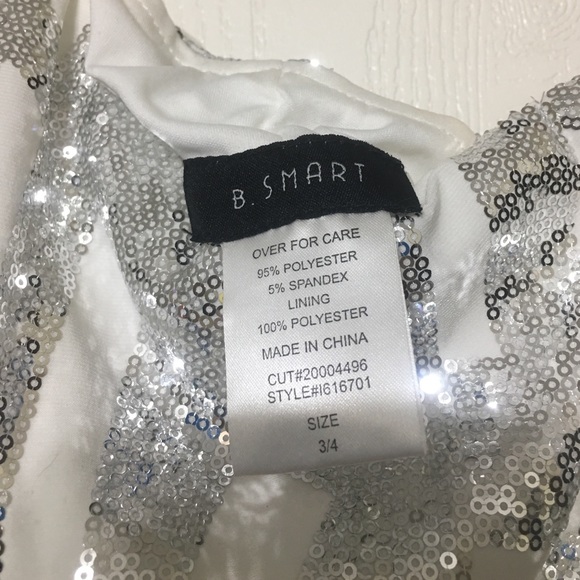 B. SMART
OVER FOR CARE
95% POLYESTER
5% SPANDEX
LINING
100% POLYESTER
MADE IN CHINA
CUT#20004496
STYLE#I616701
SIZE
3/4